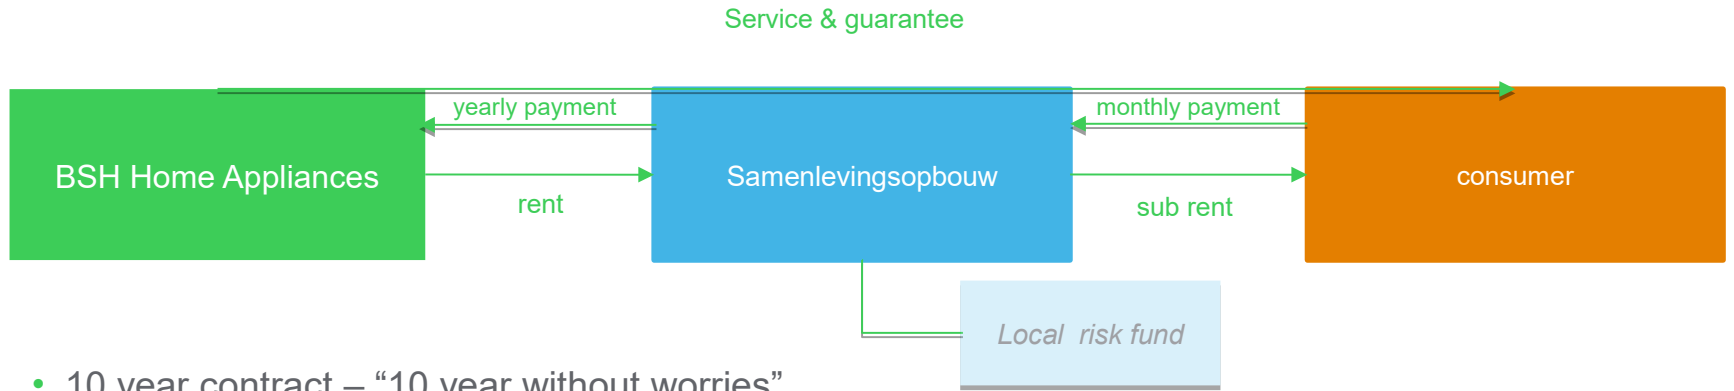 Service & guarantee
yearly payment
monthly payment
BSH Home Appliances
Samenlevingsopbouw
consumer
rent
sub rent
Local risk fund
• 10 year contract – “10 year without worries”